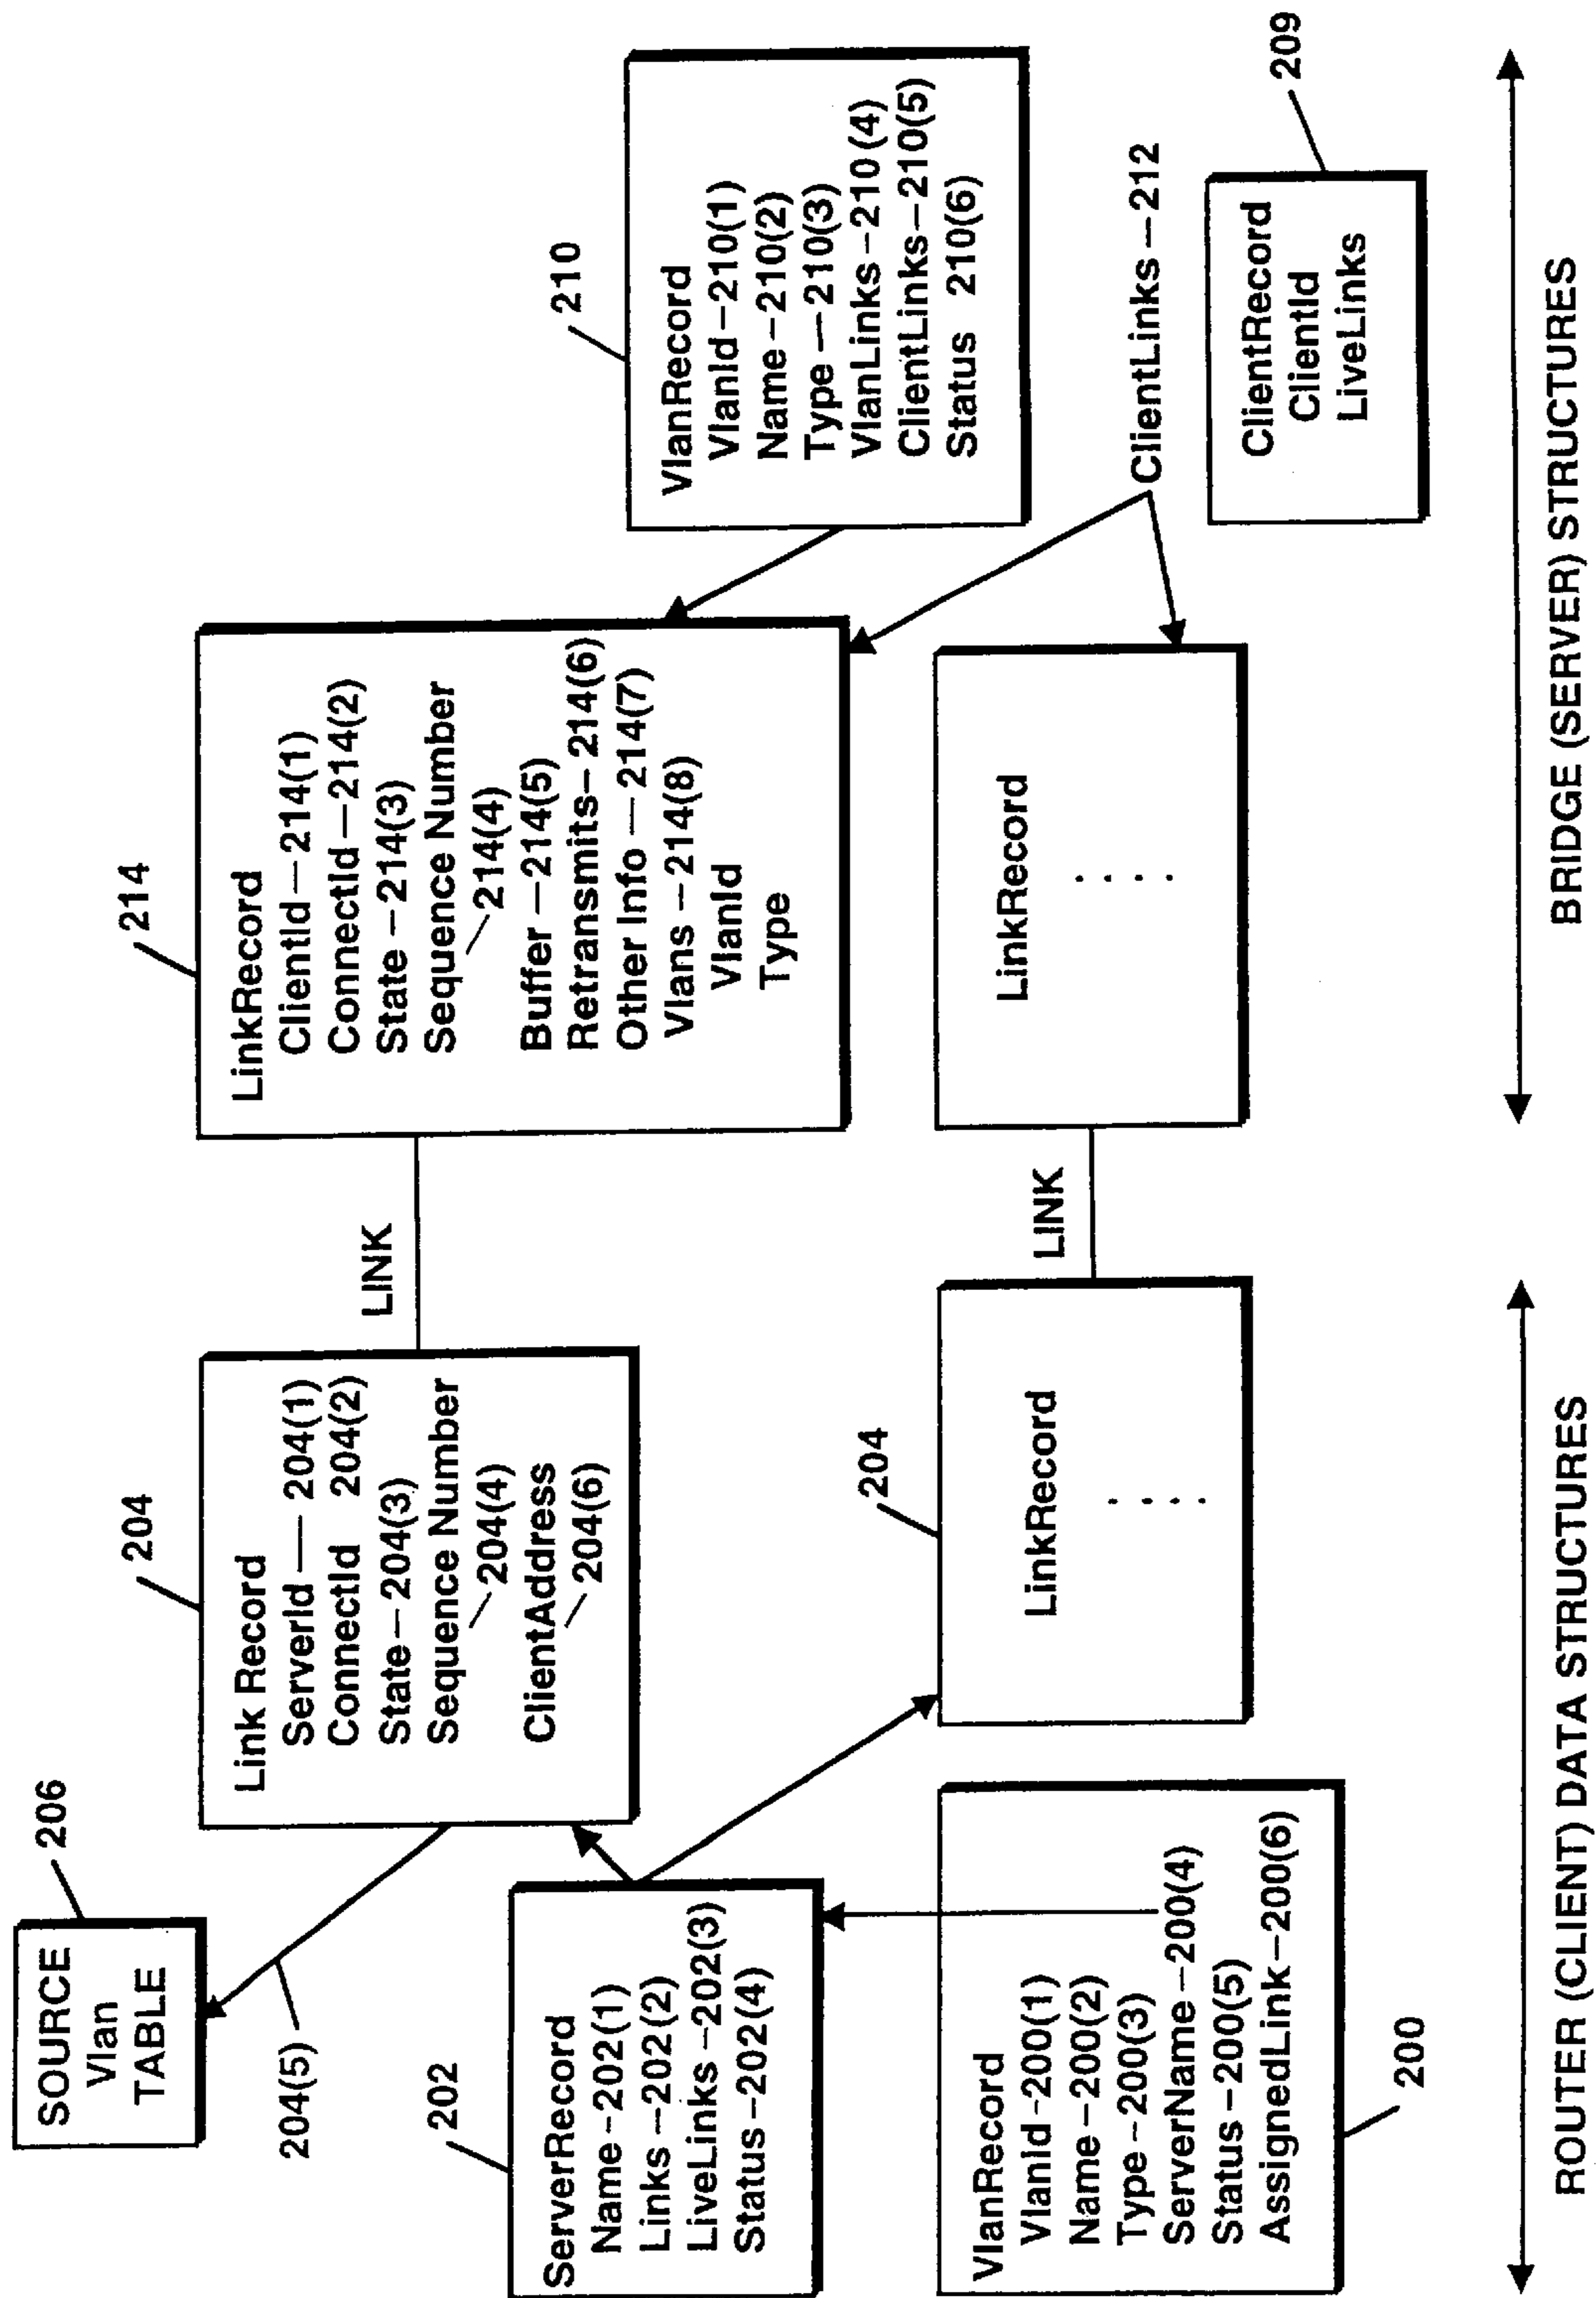 SOURCE
Vlan
TABLE
206
204(5)
202
ServerRecord
Name-202(1)
Links-202(2)
LiveLinks-202(3)
Status-202(4)
VlanRecord
VlanId-200(1)
Name-200(2)
Type-200(3)
ServerName-200(4)
Status-200(5)
AssignedLink-200(6)
200
204
Link Record
ServerId — 204(1)
ConnectId 204(2)
State-204(3)
Sequence Number
204(4)
ClientAddress
204(6)
204
LinkRecord
. . . .
LINK
LINK
214
LinkRecord
ClientId-214(1)
ConnectId-214(2)
State-214(3)
Sequence Number
214(4)
Buffer-214(5)
Retransmits-214(6)
Other Info-214(7)
Vlans-214(8)
VlanId
Type
LinkRecord
. . . .
210
VlanRecord
VlanId-210(1)
Name-210(2)
Type-210(3)
VlanLinks-210(4)
ClientLinks-210(5)
Status 210(6)
ClientLinks-212
209
ClientRecord
ClientId
LiveLinks
ROUTER (CLIENT) DATA STRUCTURES
BRIDGE (SERVER) STRUCTURES